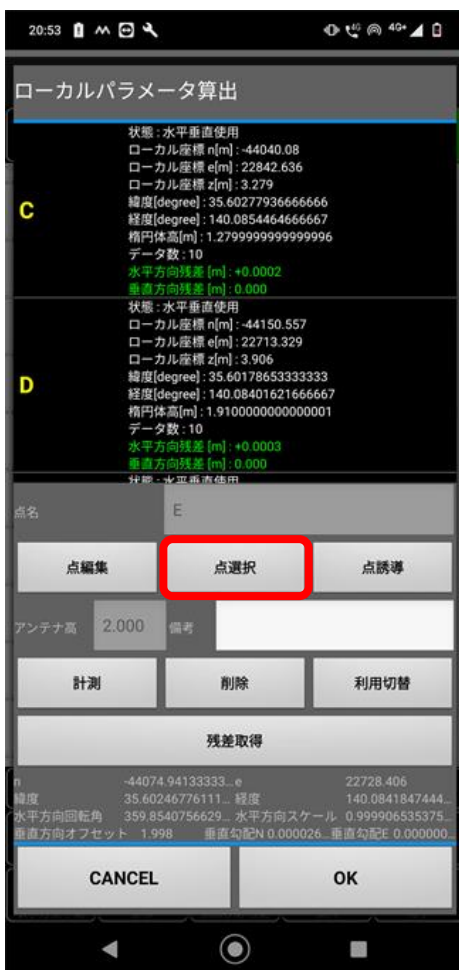 20:53
4G
4G+
ローカルパラメータ算出
状態 : 水平垂直使用
ローカル座標 n[m] : -44040.08
ローカル座標 e[m] : 22842.636
ローカル座標 z[m] : 3.279
C
緯度[degree] : 35.60277936666666
経度[degree] : 140.0854464666667
楕円体高[m] : 1.2799999999999996
データ数 : 10
水平方向残差 [m] : +0.0002
垂直方向残差 [m] : 0.000
状態 : 水平垂直使用
ローカル座標 n[m] : -44150.557
ローカル座標 e[m] : 22713.329
ローカル座標 z[m] : 3.906
D
緯度[degree] : 35.60178653333333
経度[degree] : 140.08401621666667
楕円体高[m] : 1.9100000000000001
データ数 : 10
水平方向残差 [m] : +0.0003
垂直方向残差 [m] : 0.000
状態 : 水平垂直使用
点名 E
点編集 点選択 点誘導
アンテナ高 2.000 備考
計測 削除 利用切替
残差取得
n -44074.94133333... e 22728.406
緯度 35.60246776111... 経度 140.0841847444...
水平方向回転角 359.8540756629... 水平方向スケール 0.999906535375...
垂直方向オフセット 1.998 垂直勾配N 0.000026... 垂直勾配E 0.000000...
CANCEL OK